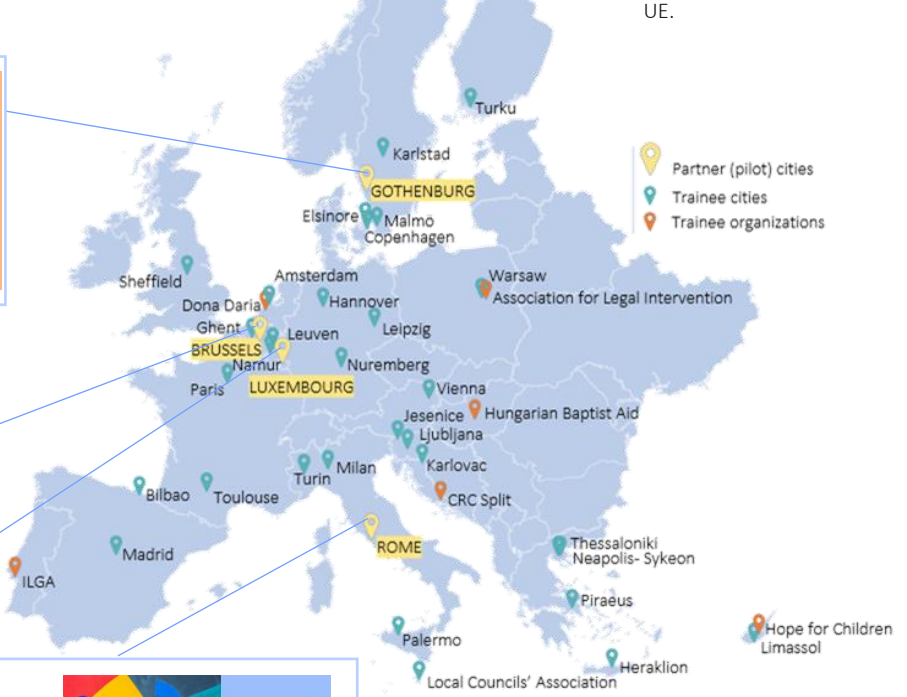 UE.
Turku
Karlstad
Partner (pilot) cities
GOTHENBURG
Trainee cities
Elsinore
Malmö
Trainee organizations
Copenhagen
Sheffield
Amsterdam
Warsaw
Dona Daria
Hannover
Association for Legal Intervention
Ghent
Leuven
Leipzig
BRUSSELS
Namur
Nuremberg
Paris
LUXEMBOURG
Vienna
Jesenice
Hungarian Baptist Aid
Ljubljana
Milan
Karlovac
Turin
Bilbao
Toulouse
CRC Split
Madrid
ROME
Thessaloniki
Neapolis- Sykeon
ILGA
Piraeus
Palermo
Hope for Children
Limassol
Heraklion
Local Councils' Association